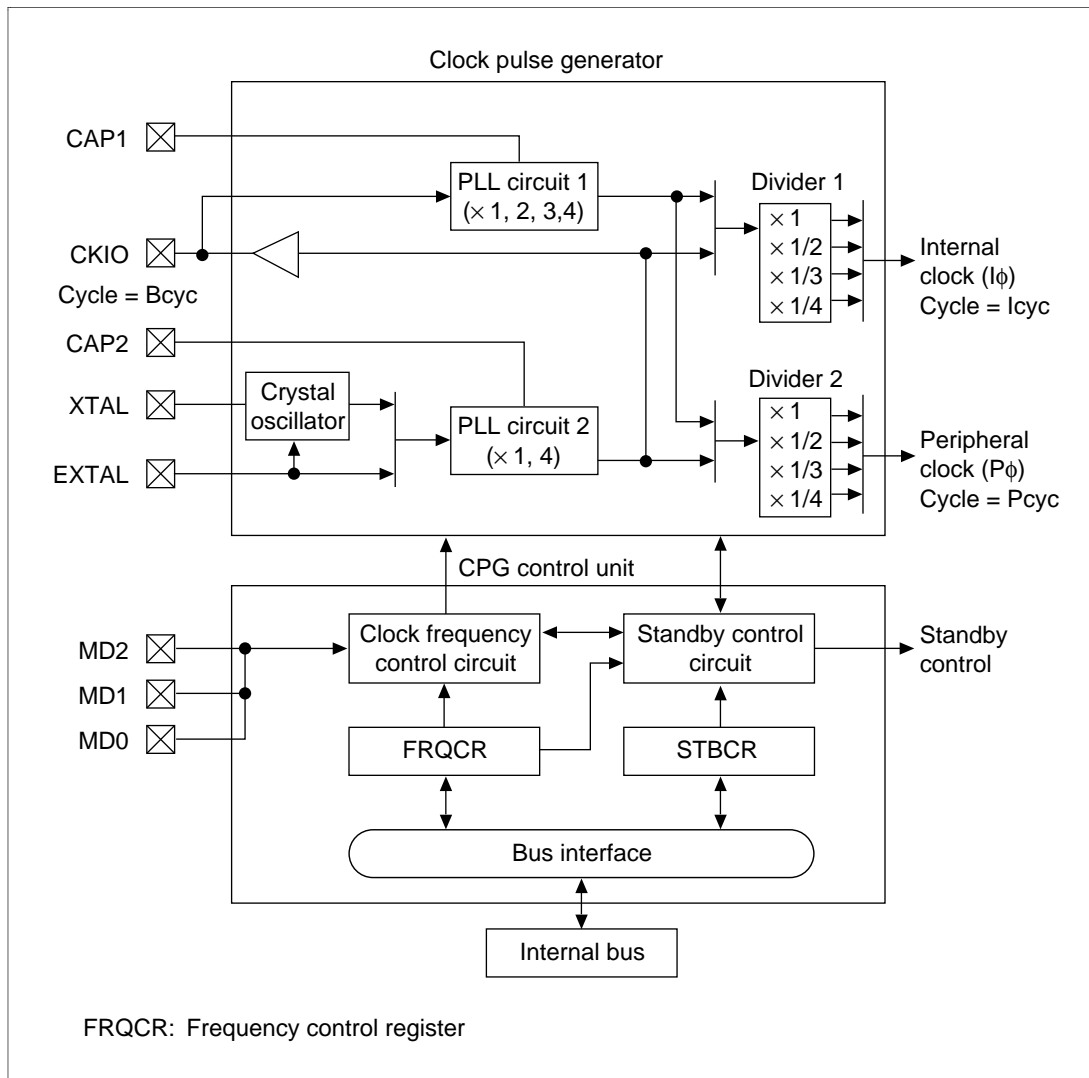 Clock pulse generator
CAP1
PLL circuit 1
(× 1, 2, 3,4)
Divider 1
× 1
× 1/2
× 1/3
× 1/4
CKIO
Cycle = Bcyc
Internal
clock (Iϕ)
Cycle = Icyc
CAP2
XTAL
Crystal
oscillator
EXTAL
PLL circuit 2
(× 1, 4)
Divider 2
× 1
× 1/2
× 1/3
× 1/4
Peripheral
clock (Pϕ)
Cycle = Pcyc
CPG control unit
MD2
MD1
MD0
Clock frequency
control circuit
Standby control
circuit
Standby
control
FRQCR
STBCR
Bus interface
Internal bus
FRQCR: Frequency control register